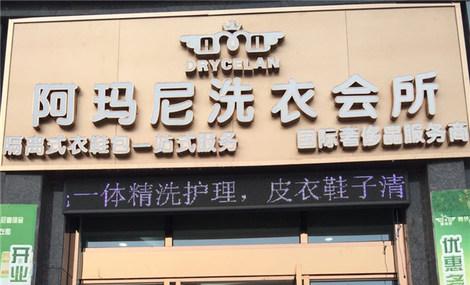 DRYCELAN
阿玛尼洗衣会所
隔离式衣鞋包一站式服务 国际奢侈品服务商
一体精洗护理，皮衣鞋子清
开业
优惠多